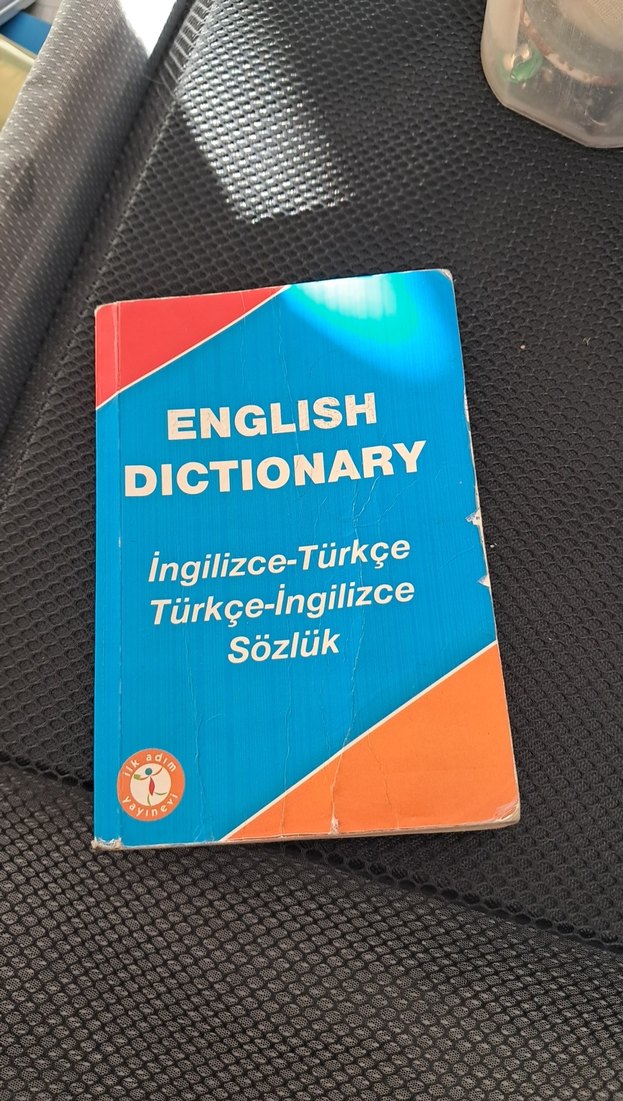 ENGLISH
DICTIONARY
İngilizce-Türkçe
Türkçe-İngilizce
Sözlük
ilk adım
yayınevi